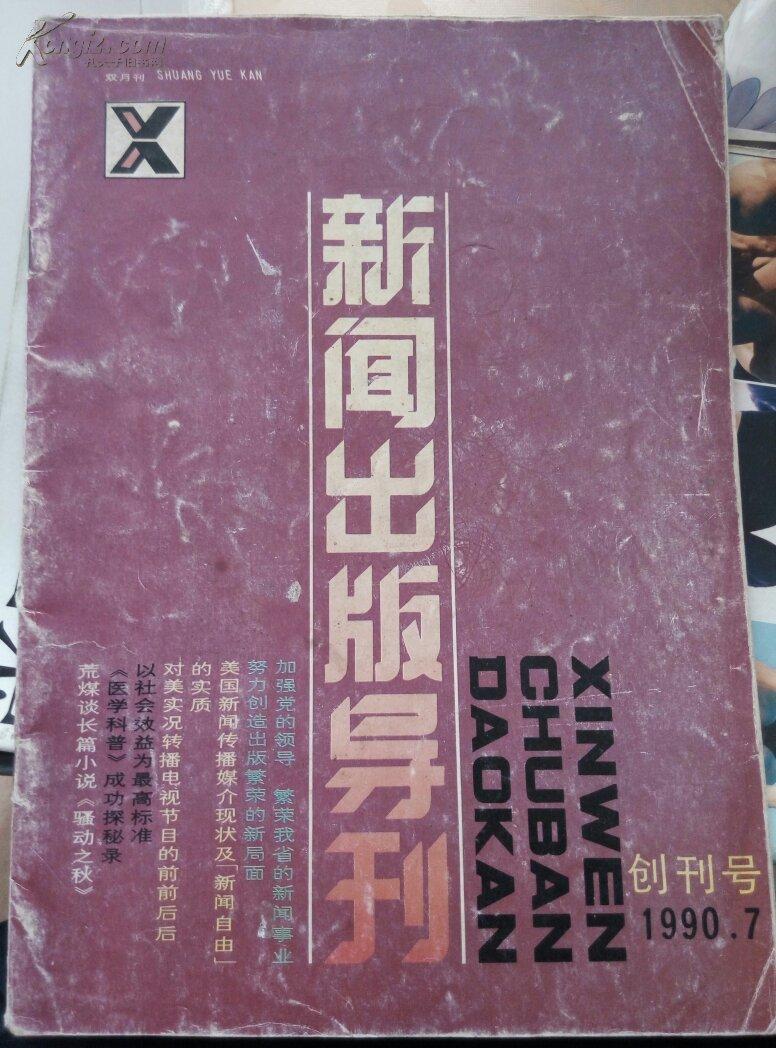 Kongfz.com
孔夫子旧书网
双月刊 SHUANG YUE KAN
新闻出版导刊
XINWEN
CHUBAN
DAOKAN
创刊号
1990.7
加强党的领导 繁荣我省的新闻事业
努力创造出版繁荣的新局面
美国新闻传播媒介现状及「新闻自由」
的实质
对美实况转播电视节目的前前后后
以社会效益为最高标准
《医学科普》成功探秘录
荒煤谈长篇小说《骚动之秋》